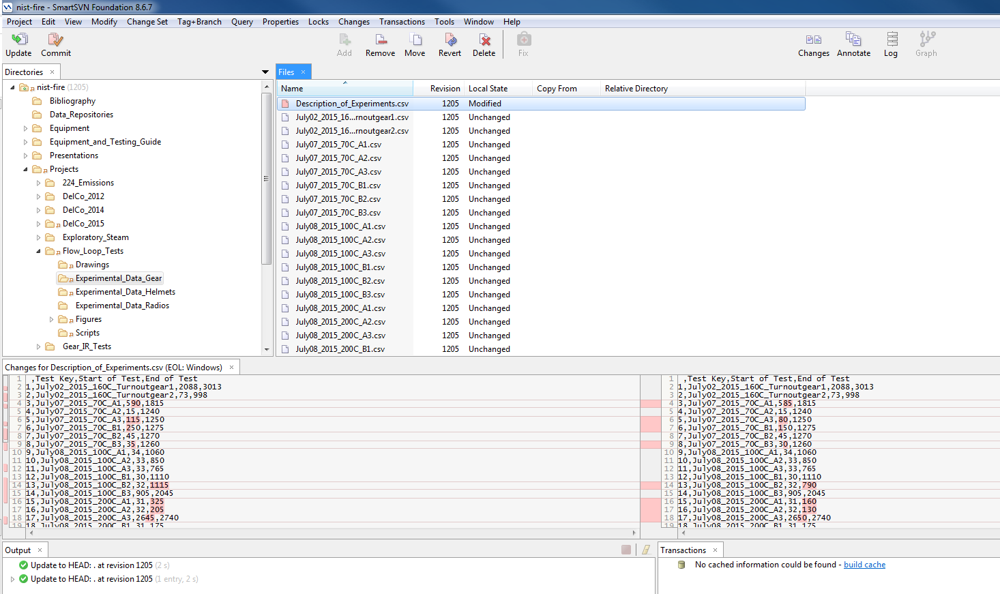 nist-fire - SmartSVN Foundation 8.6.7
Project Edit View Modify Change Set Tag+Branch Query Properties Locks Changes Transactions Tools Window Help
Update Commit Add Remove Move Revert Delete Fix Changes Annotate Log Graph
Directories
nist-fire (1205)
Bibliography
Data_Repositories
Equipment
Equipment_and_Testing_Guide
Presentations
Projects
224_Emissions
DelCo_2012
DelCo_2014
DelCo_2015
Exploratory_Steam
Flow_Loop_Tests
Drawings
Experimental_Data_Gear
Experimental_Data_Helmets
Experimental_Data_Radios
Figures
Scripts
Gear_IR_Tests
Files
Name Revision Local State Copy From Relative Directory
Description_of_Experiments.csv 1205 Modified
July02_2015_16...rnoutgear1.csv 1205 Unchanged
July02_2015_16...rnoutgear2.csv 1205 Unchanged
July07_2015_70C_A1.csv 1205 Unchanged
July07_2015_70C_A2.csv 1205 Unchanged
July07_2015_70C_A3.csv 1205 Unchanged
July07_2015_70C_B1.csv 1205 Unchanged
July07_2015_70C_B2.csv 1205 Unchanged
July07_2015_70C_B3.csv 1205 Unchanged
July08_2015_100C_A1.csv 1205 Unchanged
July08_2015_100C_A2.csv 1205 Unchanged
July08_2015_100C_A3.csv 1205 Unchanged
July08_2015_100C_B1.csv 1205 Unchanged
July08_2015_100C_B2.csv 1205 Unchanged
July08_2015_100C_B3.csv 1205 Unchanged
July08_2015_200C_A1.csv 1205 Unchanged
July08_2015_200C_A2.csv 1205 Unchanged
July08_2015_200C_A3.csv 1205 Unchanged
July08_2015_200C_B1.csv 1205 Unchanged
Changes for Description_of_Experiments.csv (EOL: Windows)
1 ,Test Key,Start of Test,End of Test
2 1,July02_2015_160C_Turnoutgear1,2088,3013
3 2,July02_2015_160C_Turnoutgear2,73,998
4 3,July07_2015_70C_A1,590,1815
5 4,July07_2015_70C_A2,15,1240
6 5,July07_2015_70C_A3,115,1250
7 6,July07_2015_70C_B1,250,1275
8 7,July07_2015_70C_B2,45,1270
9 8,July07_2015_70C_B3,35,1260
10 9,July08_2015_100C_A1,34,1060
11 10,July08_2015_100C_A2,33,850
12 11,July08_2015_100C_A3,33,765
13 12,July08_2015_100C_B1,30,1110
14 13,July08_2015_100C_B2,32,1115
15 14,July08_2015_100C_B3,905,2045
16 15,July08_2015_200C_A1,31,325
17 16,July08_2015_200C_A2,32,205
18 17,July08_2015_200C_A3,2645,2740
19 18,July08_2015_200C_B1,31,175
1 ,Test Key,Start of Test,End of Test
2 1,July02_2015_160C_Turnoutgear1,2088,3013
3 2,July02_2015_160C_Turnoutgear2,73,998
4 3,July07_2015_70C_A1,585,1815
5 4,July07_2015_70C_A2,15,1240
6 5,July07_2015_70C_A3,80,1250
7 6,July07_2015_70C_B1,150,1275
8 7,July07_2015_70C_B2,45,1270
9 8,July07_2015_70C_B3,30,1260
10 9,July08_2015_100C_A1,34,1060
11 10,July08_2015_100C_A2,33,850
12 11,July08_2015_100C_A3,33,765
13 12,July08_2015_100C_B1,30,1110
14 13,July08_2015_100C_B2,32,790
15 14,July08_2015_100C_B3,905,2045
16 15,July08_2015_200C_A1,31,160
17 16,July08_2015_200C_A2,32,130
18 17,July08_2015_200C_A3,2650,2740
19 18,July08_2015_200C_B1,31,175
Output
Update to HEAD: . at revision 1205 (2 s)
Update to HEAD: . at revision 1205 (1 entry, 2 s)
Transactions
No cached information could be found - build cache